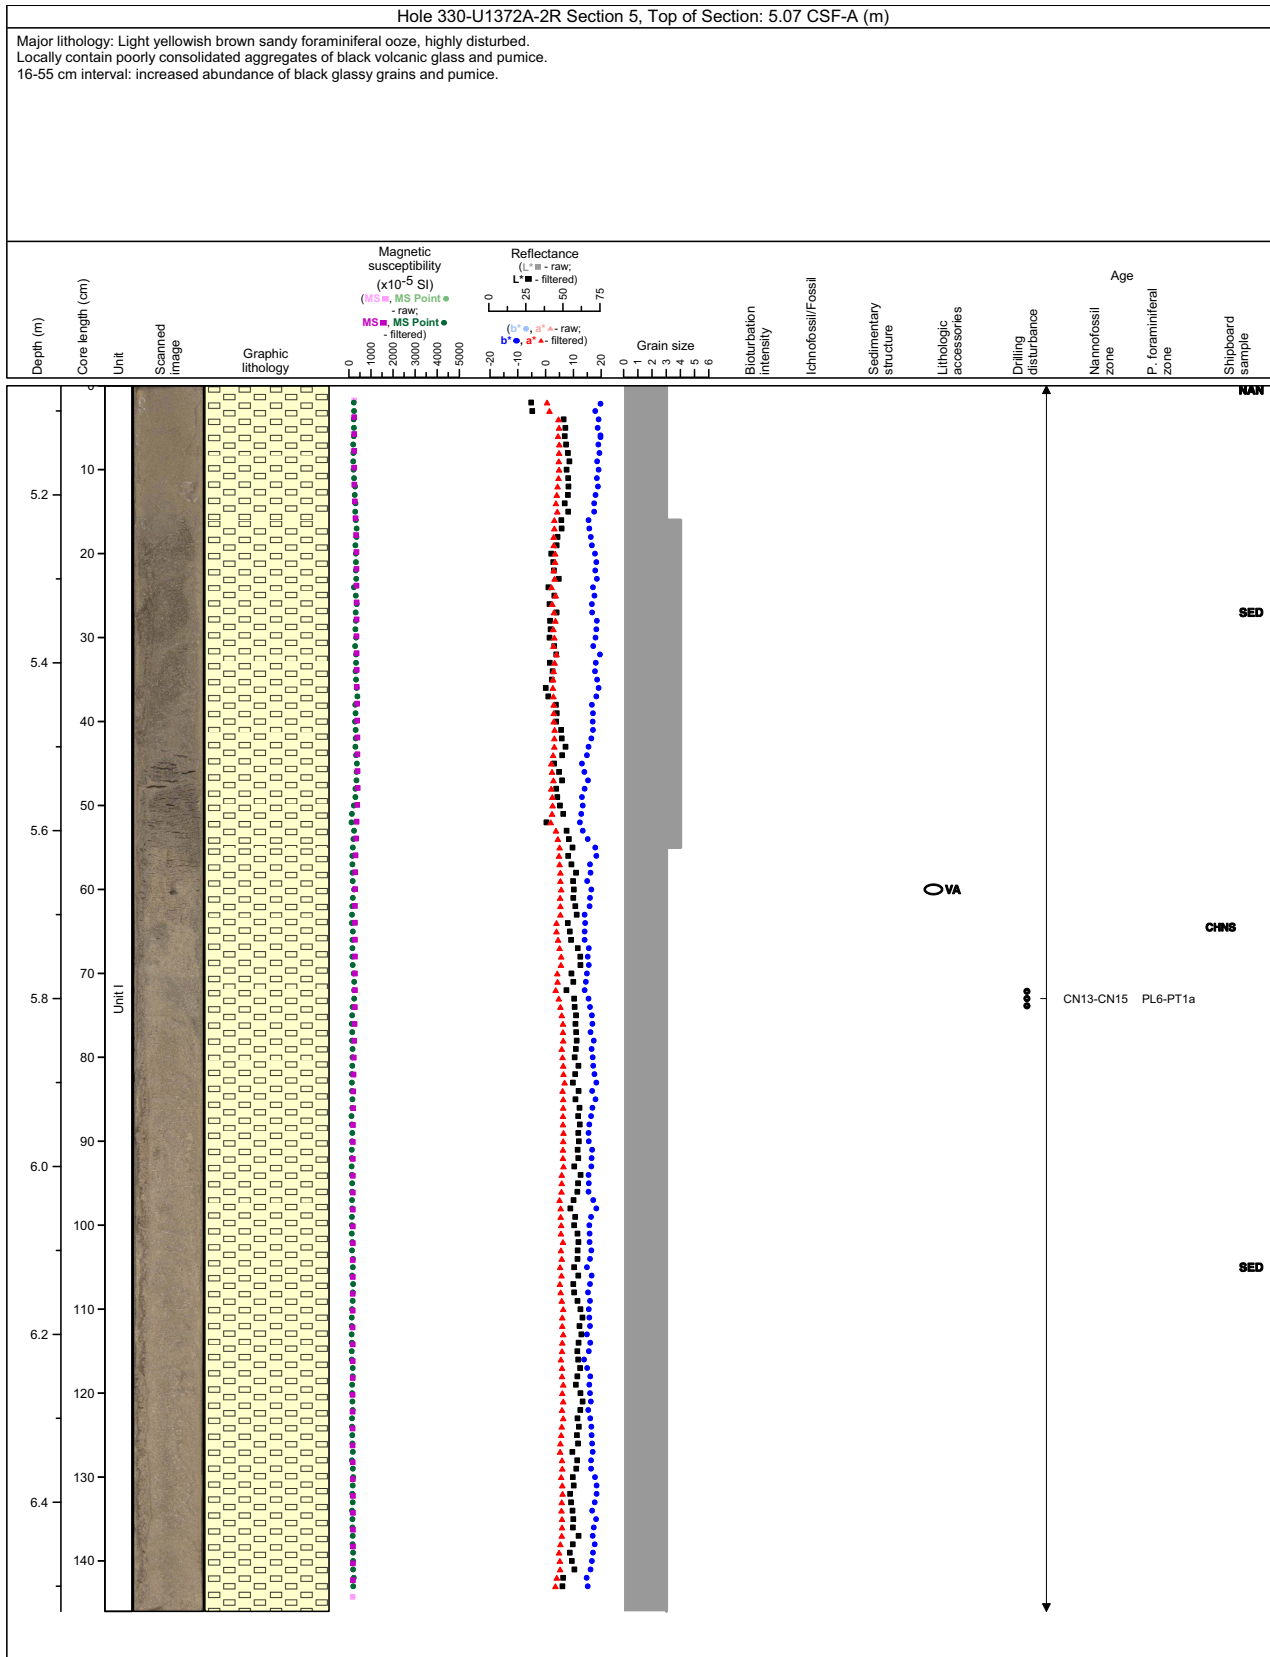 Hole 330-U1372A-2R Section 5, Top of Section: 5.07 CSF-A (m)
Major lithology: Light yellowish brown sandy foraminiferal ooze, highly disturbed.
Locally contain poorly consolidated aggregates of black volcanic glass and pumice.
16-55 cm interval: increased abundance of black glassy grains and pumice.
Depth (m)
Core length (cm)
Unit
Scanned
image
Graphic
lithology
Magnetic
susceptibility
(x10-5 SI)
(MS■, MS Point●
- raw;
MS■, MS Point●
- filtered)
0 1000 2000 3000 4000 5000
Reflectance
(L*■ - raw;
L*■ - filtered)
0 25 50 75
(b*●, a*▲- raw;
b*●, a*▲- filtered)
-20 -10 0 10 20
Grain size
0 1 2 3 4 5 6
Bioturbation
intensity
Ichnofossil/Fossil
Sedimentary
structure
Lithologic
accessories
Drilling
disturbance
Age
Nannofossil
zone
P. foraminiferal
zone
Shipboard
sample
0
NAN
10
5.2
20
SED
30
5.4
40
50
5.6
60
VA
CHNS
70
Unit I
5.8
CN13-CN15 PL6-PT1a
80
90
6.0
100
SED
110
6.2
120
130
6.4
140